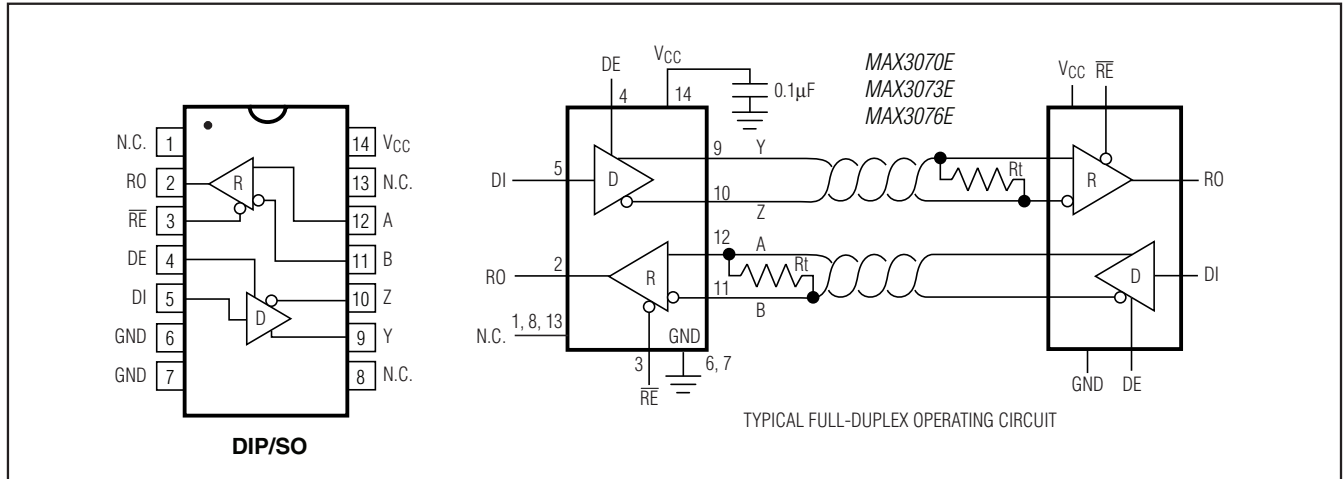 N.C. 1 14 VCC
RO 2 R 13 N.C.
RE 3 12 A
DE 4 11 B
DI 5 D 10 Z
GND 6 9 Y
GND 7 8 N.C.
DIP/SO
VCC
DE
4 14 0.1µF
MAX3070E
MAX3073E
MAX3076E
VCC RE
DI 5 D 9 Y
10 Z
Rt
R RO
RO 2 R 12 A
11 B
Rt
D DI
N.C. 1, 8, 13
GND
3 6, 7
RE
GND DE
TYPICAL FULL-DUPLEX OPERATING CIRCUIT